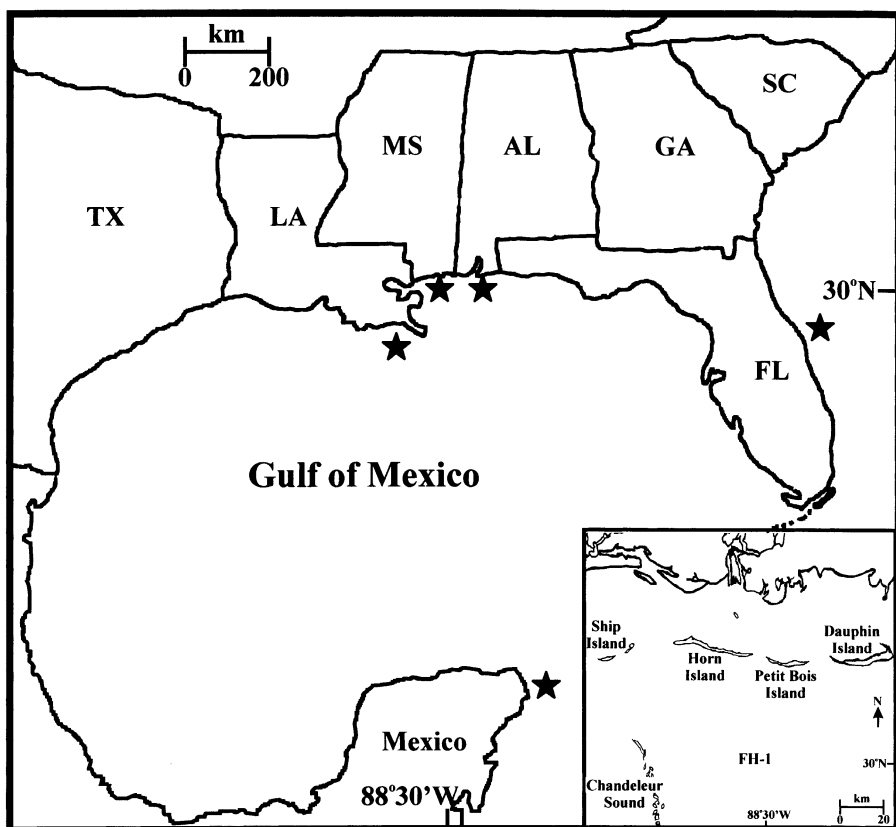 km
0 200
SC
MS
AL
GA
TX
LA
30°N
FL
Gulf of Mexico
Mexico
88°30'W
Ship
Island
Horn
Island
Petit Bois
Island
Dauphin
Island
N
FH-1
30°N
Chandeleur
Sound
88°30'W
km
0 20